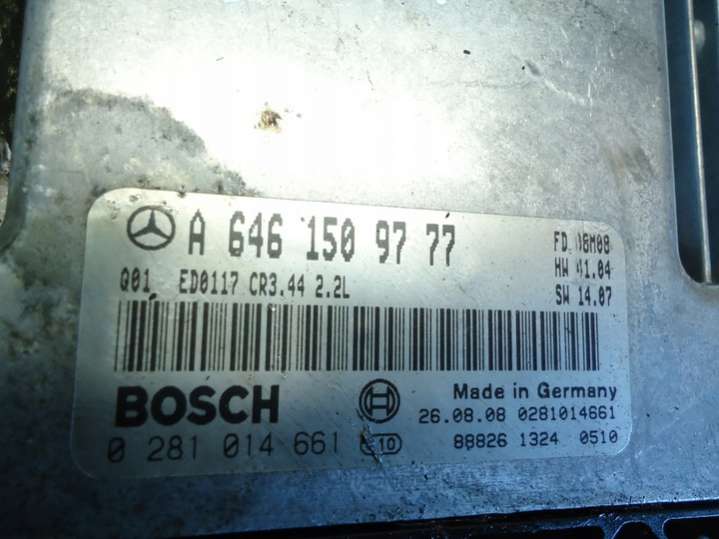 A 646 150 97 77
FD 06M08
HW 41.04
Q01 ED0117 CR3.44 2.2L
SW 14.07
BOSCH
Made in Germany
26.08.08 0281014661
0 281 014 661 10
88826 1324 0510